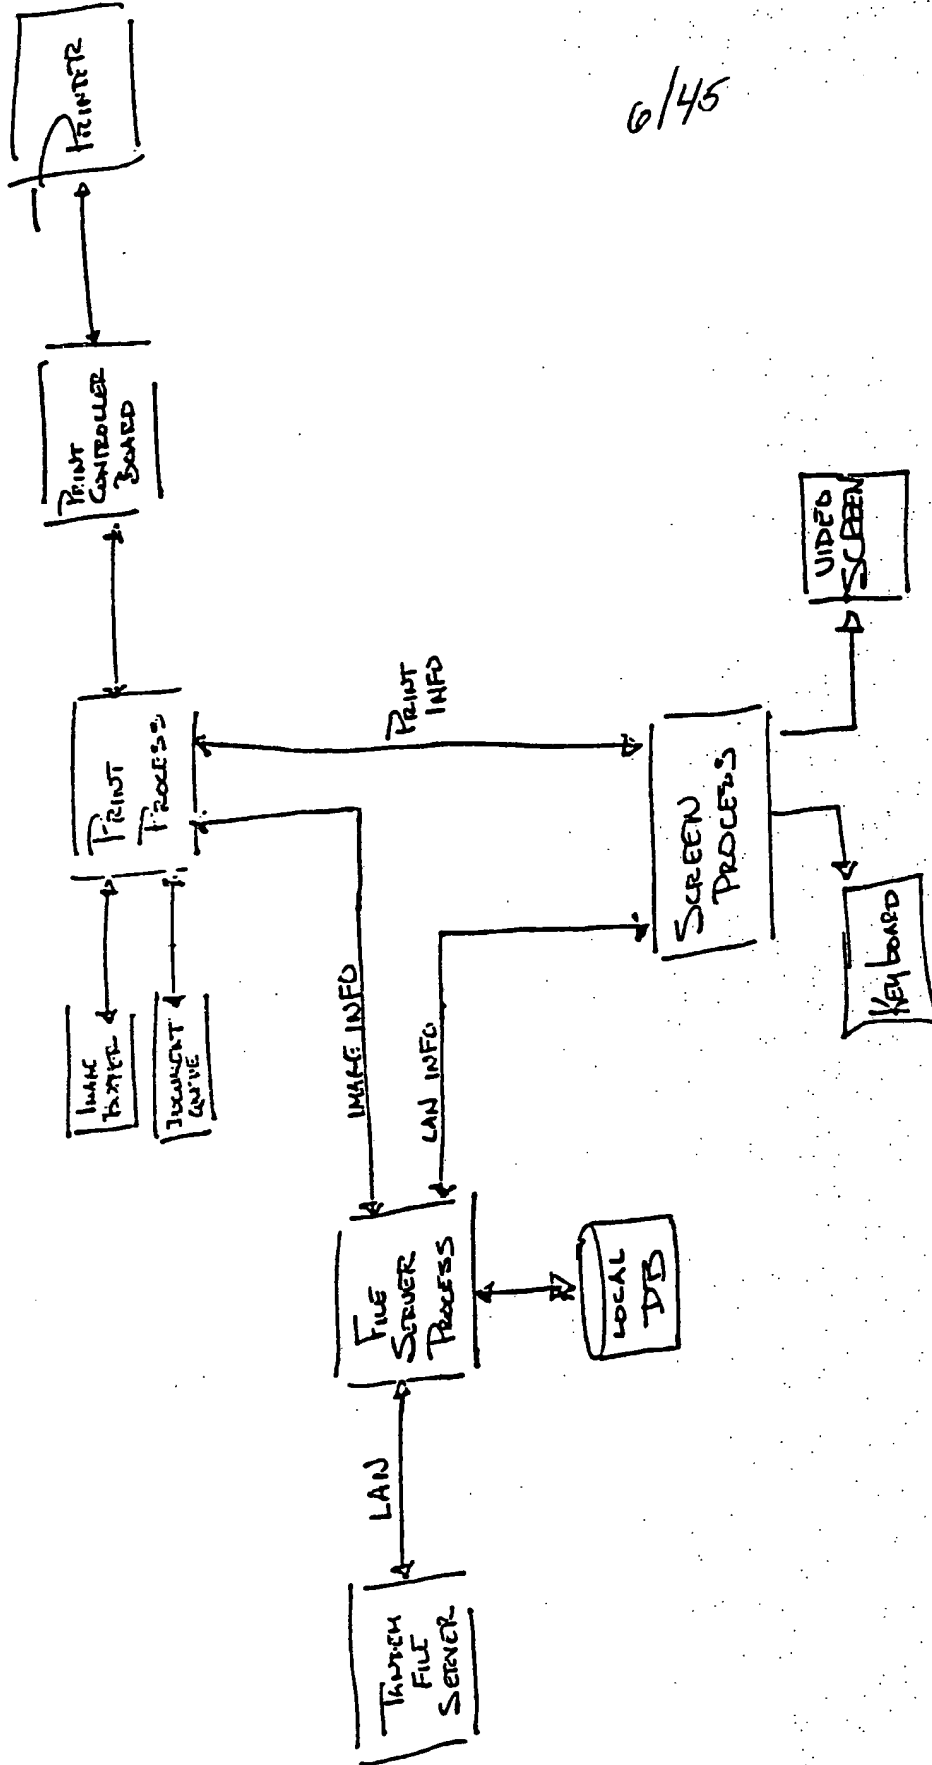 6/45
TANDEM
FILE
SERVER
LAN
FILE
SERVER
PROCESS
LOCAL
DB
IMAGE INFO
LAN INFO
IMAGE
BUFFER
DOCUMENT
QUEUE
PRINT
PROCESS
PRINT
INFO
SCREEN
PROCESS
KEYBOARD
VIDEO
SCREEN
PRINT
CONTROLLER
BOARD
PRINTER